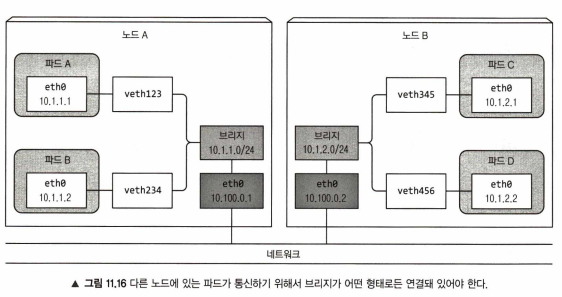 노드 A
파드 A
eth0
10.1.1.1
veth123
파드 B
eth0
10.1.1.2
veth234
브리지
10.1.1.0/24
eth0
10.100.0.1
노드 B
파드 C
eth0
10.1.2.1
veth345
브리지
10.1.2.0/24
eth0
10.100.0.2
파드 D
eth0
10.1.2.2
veth456
네트워크
▲ 그림 11.16 다른 노드에 있는 파드가 통신하기 위해서 브리지가 어떤 형태로든 연결돼 있어야 한다.